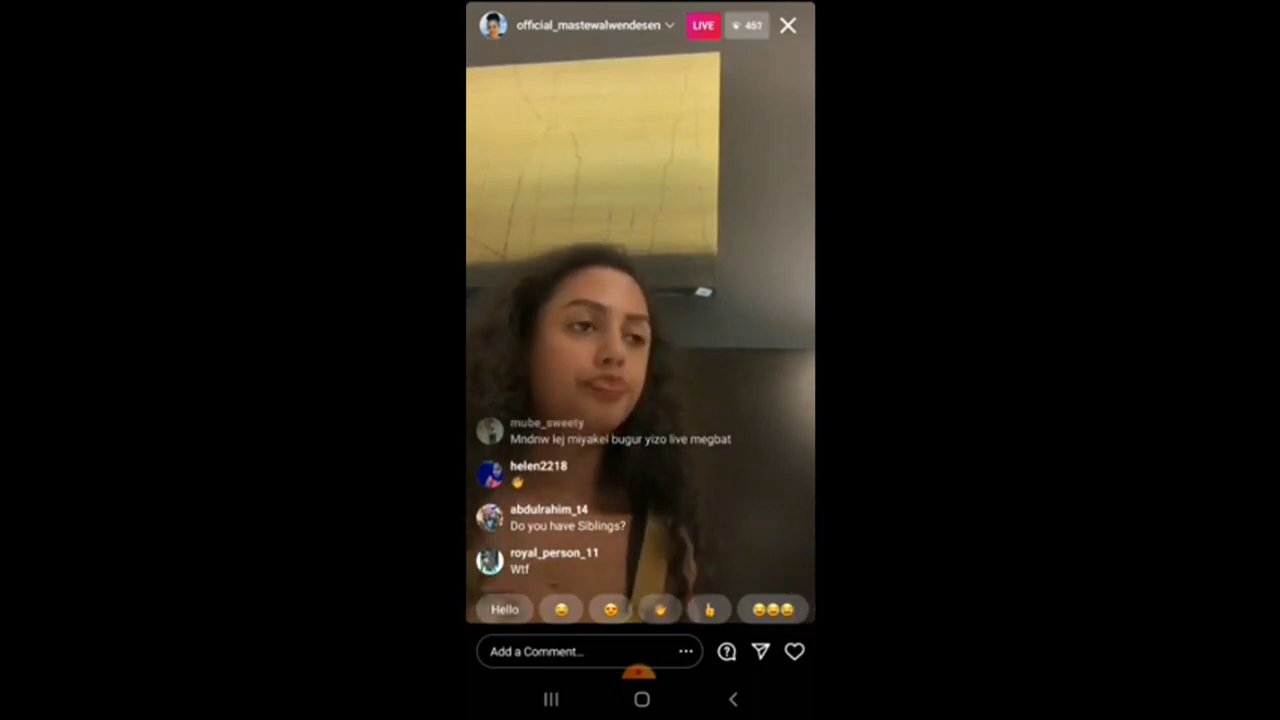 official_mastewalwendesen
LIVE
457
mube_sweety
Mndnw lej miyakel bugur yizo live megbat
helen2218
abdulrahim_t4
Do you have Siblings?
royal_person_11
Wtf
Hello
Add a Comment...